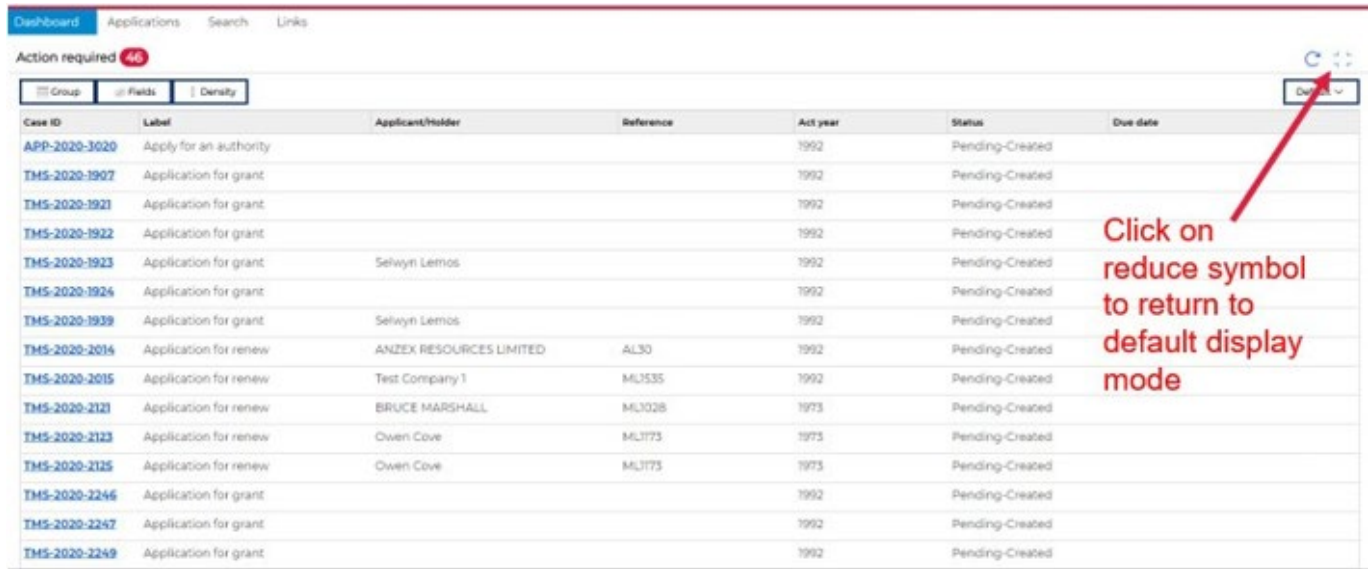 Dashboard Applications Search Links
Action required 46
Group Fields Density
Case ID Label Applicant/Holder Reference Act year Status Due date
APP-2020-3020 Apply for an authority 1992 Pending-Created
TMS-2020-1907 Application for grant 1992 Pending-Created
TMS-2020-1921 Application for grant 1992 Pending-Created
TMS-2020-1922 Application for grant 1992 Pending-Created
TMS-2020-1923 Application for grant Selwyn Lemos 1992 Pending-Created
TMS-2020-1924 Application for grant 1992 Pending-Created
TMS-2020-1939 Application for grant Selwyn Lemos 1992 Pending-Created
TMS-2020-2014 Application for renew ANZEX RESOURCES LIMITED AL30 1992 Pending-Created
TMS-2020-2015 Application for renew Test Company 1 ML1535 1992 Pending-Created
TMS-2020-2121 Application for renew BRUCE MARSHALL ML1028 1973 Pending-Created
TMS-2020-2123 Application for renew Owen Cove ML1173 1973 Pending-Created
TMS-2020-2125 Application for renew Owen Cove ML1173 1973 Pending-Created
TMS-2020-2246 Application for grant 1992 Pending-Created
TMS-2020-2247 Application for grant 1992 Pending-Created
TMS-2020-2249 Application for grant 1992 Pending-Created
Click on
reduce symbol
to return to
default display
mode